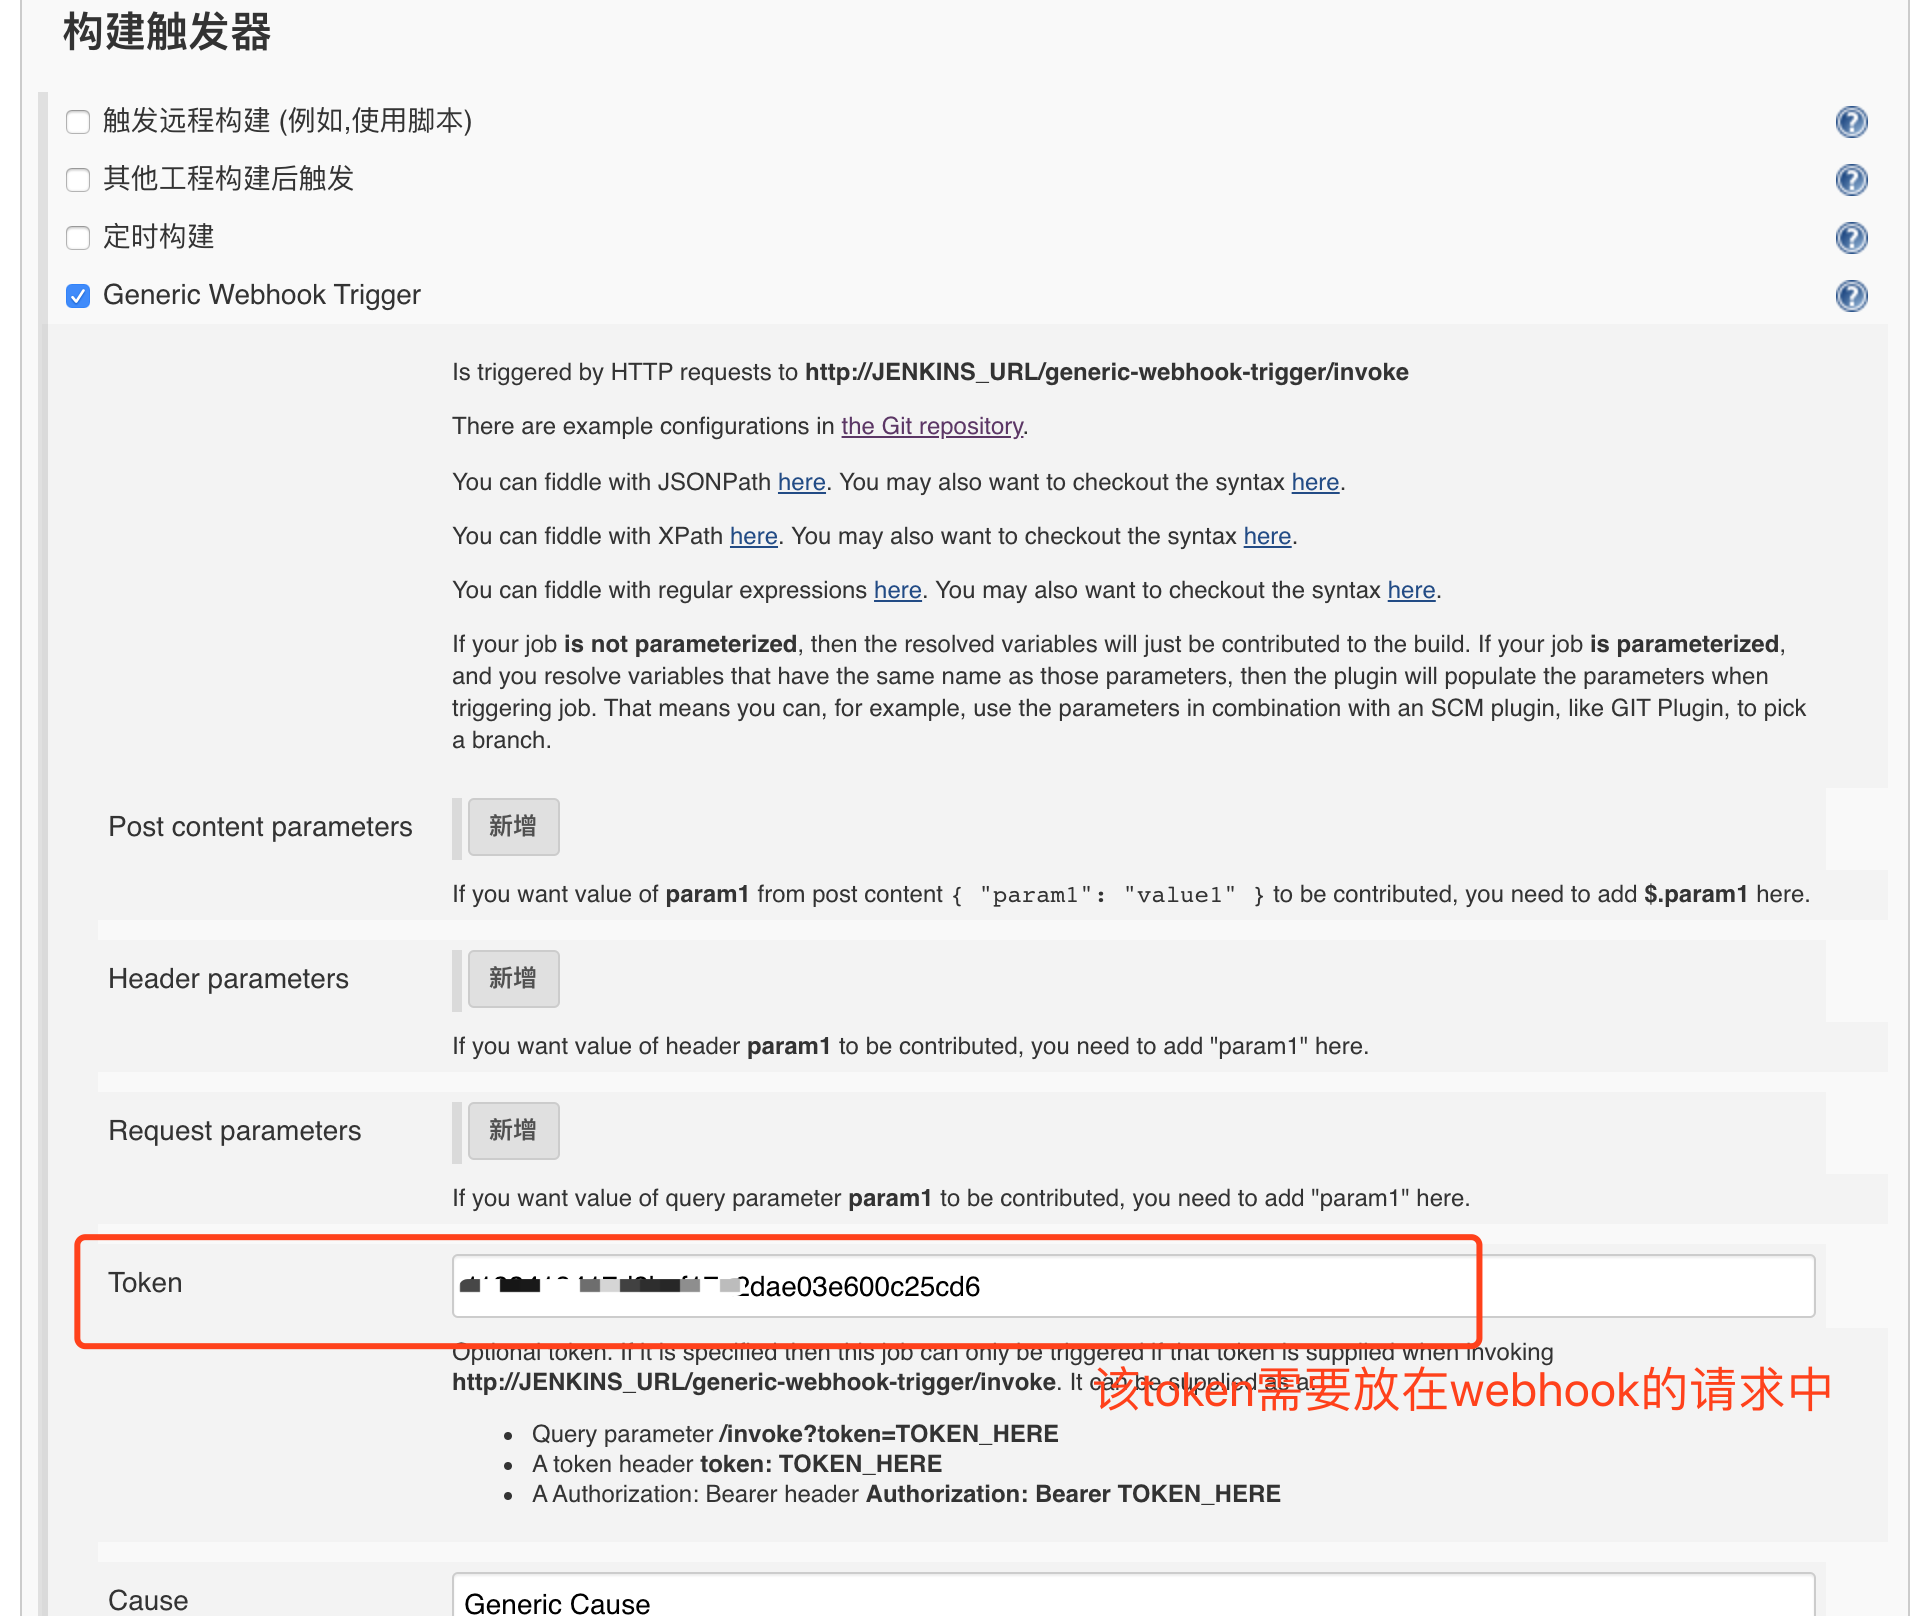 构建触发器
触发远程构建 (例如,使用脚本)
其他工程构建后触发
定时构建
Generic Webhook Trigger
Is triggered by HTTP requests to http://JENKINS_URL/generic-webhook-trigger/invoke
There are example configurations in the Git repository.
You can fiddle with JSONPath here. You may also want to checkout the syntax here.
You can fiddle with XPath here. You may also want to checkout the syntax here.
You can fiddle with regular expressions here. You may also want to checkout the syntax here.
If your job is not parameterized, then the resolved variables will just be contributed to the build. If your job is parameterized,
and you resolve variables that have the same name as those parameters, then the plugin will populate the parameters when
triggering job. That means you can, for example, use the parameters in combination with an SCM plugin, like GIT Plugin, to pick
a branch.
Post content parameters
新增
If you want value of param1 from post content { "param1": "value1" } to be contributed, you need to add $.param1 here.
Header parameters
新增
If you want value of header param1 to be contributed, you need to add "param1" here.
Request parameters
新增
If you want value of query parameter param1 to be contributed, you need to add "param1" here.
Token
2dae03e600c25cd6
Optional token. If it is specified then this job can only be triggered if that token is supplied when invoking
http://JENKINS_URL/generic-webhook-trigger/invoke. It can be supplied as a:
该token需要放在webhook的请求中
Query parameter /invoke?token=TOKEN_HERE
A token header token: TOKEN_HERE
A Authorization: Bearer header Authorization: Bearer TOKEN_HERE
Cause
Generic Cause